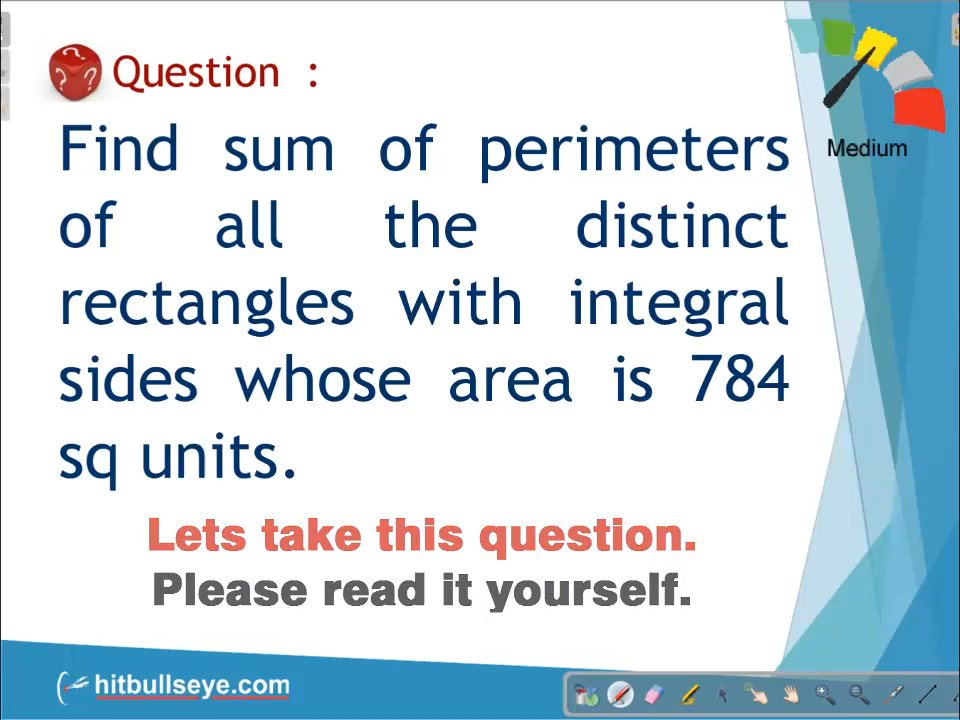 Question :
Find sum of perimeters
of all the distinct
rectangles with integral
sides whose area is 784
sq units.
Medium
Lets take this question.
Please read it yourself.
hitbullseye.com